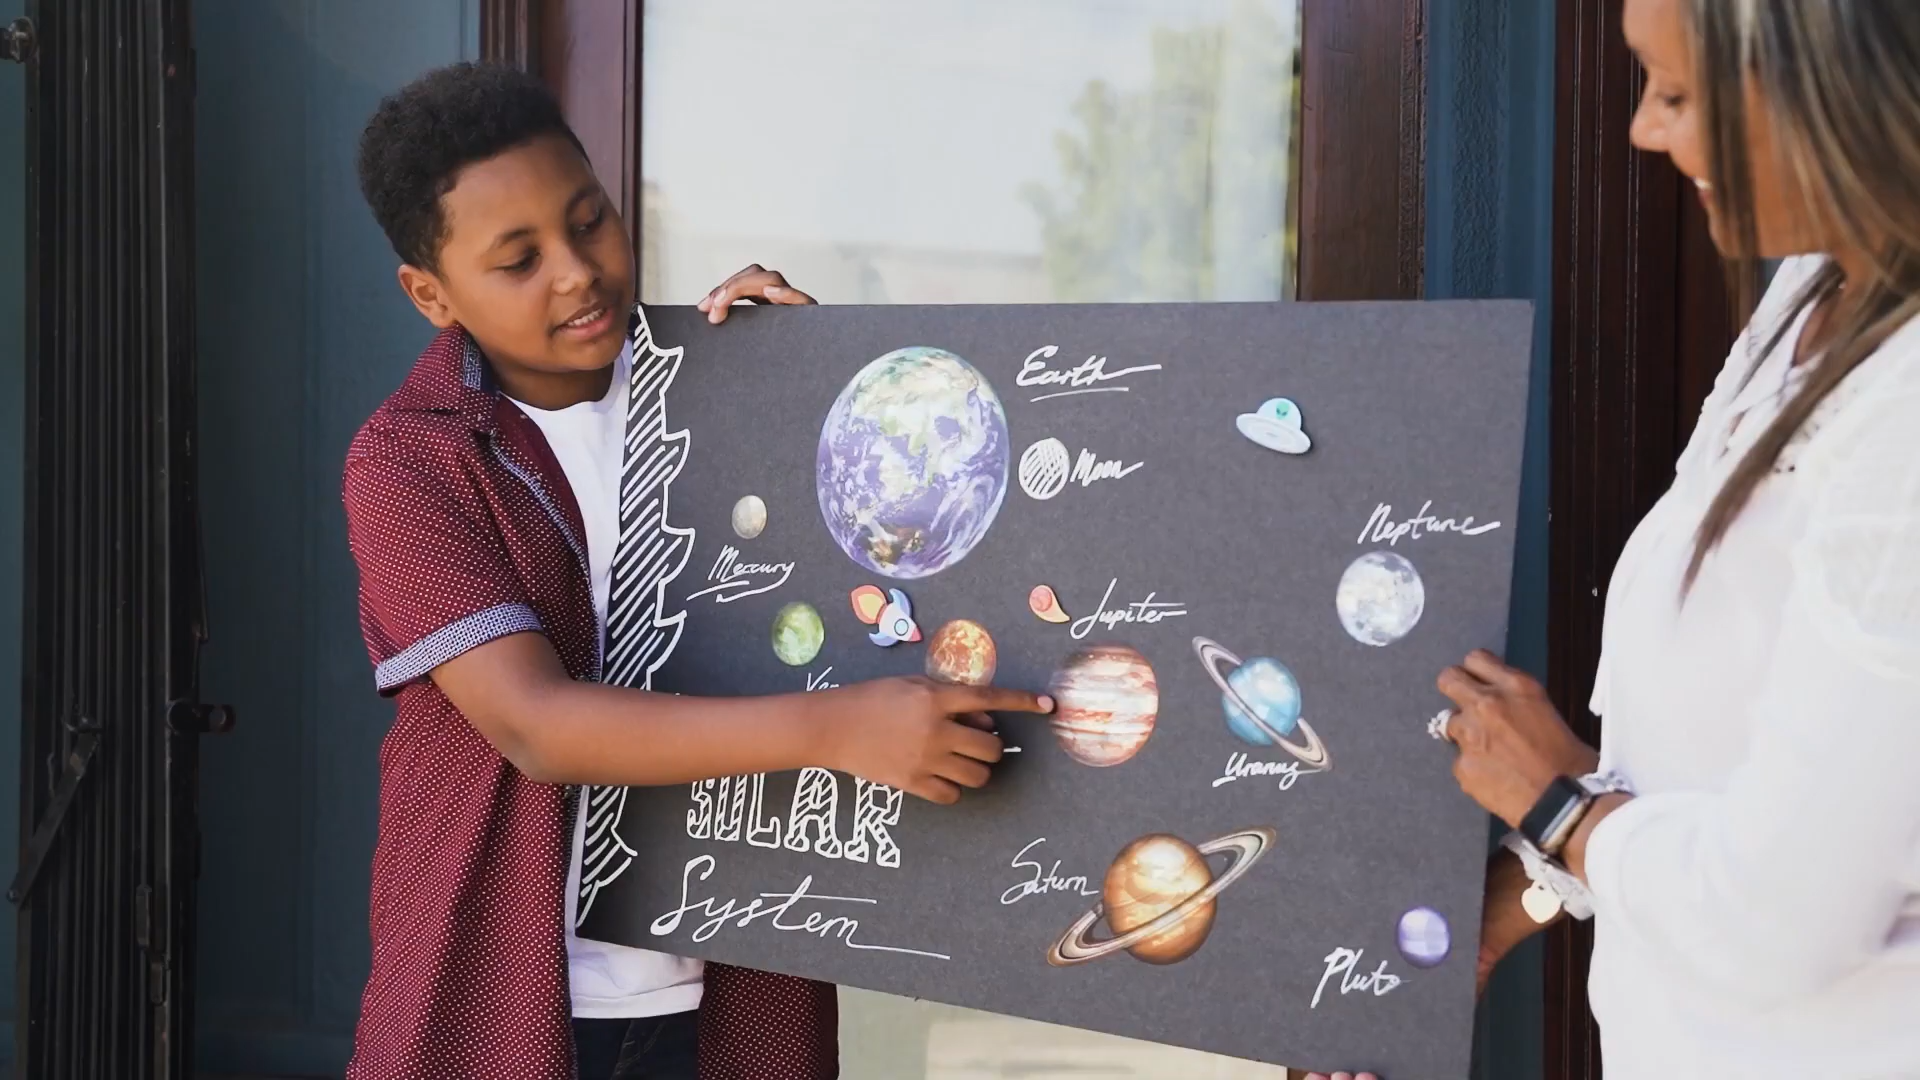 Earth
Moon
Mercury
Neptune
Jupiter
Uranus
SOLAR
System
Saturn
Pluto